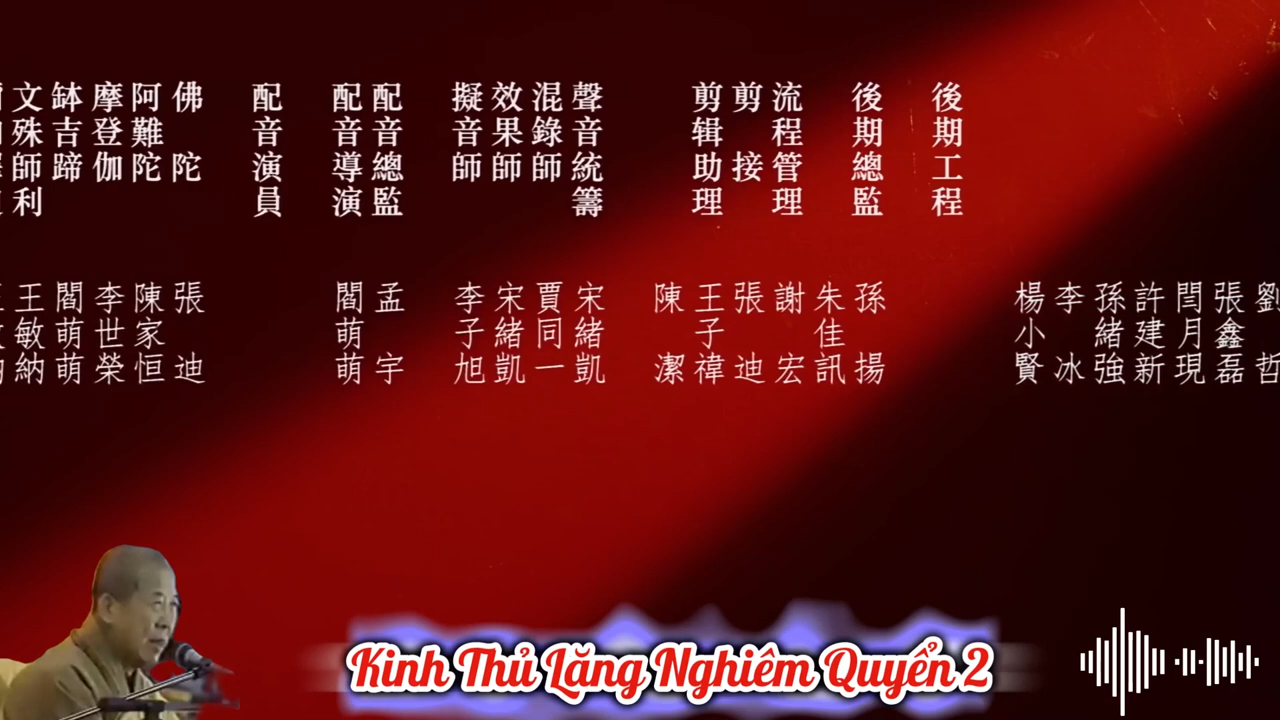 劉哲
張鑫磊
閆月現
許建新
孫緒強
李冰
楊小賢
後期工程
後期總監
孫揚
朱佳訊
流程管理
謝宏
剪接
張迪
剪辑助理
王子禕
陳潔
聲音統籌
宋緒凱
混錄師
賈同一
效果師
宋緒凱
擬音師
李子旭
配音總監
孟宇
配音導演
閻萌萌
配音演員
佛陀
張迪
阿難陀
陳家恒
摩登伽
李世榮
缽吉蹄
閻萌萌
文殊師利
王敏納
Kinh Thủ Lăng Nghiêm Quyển 2